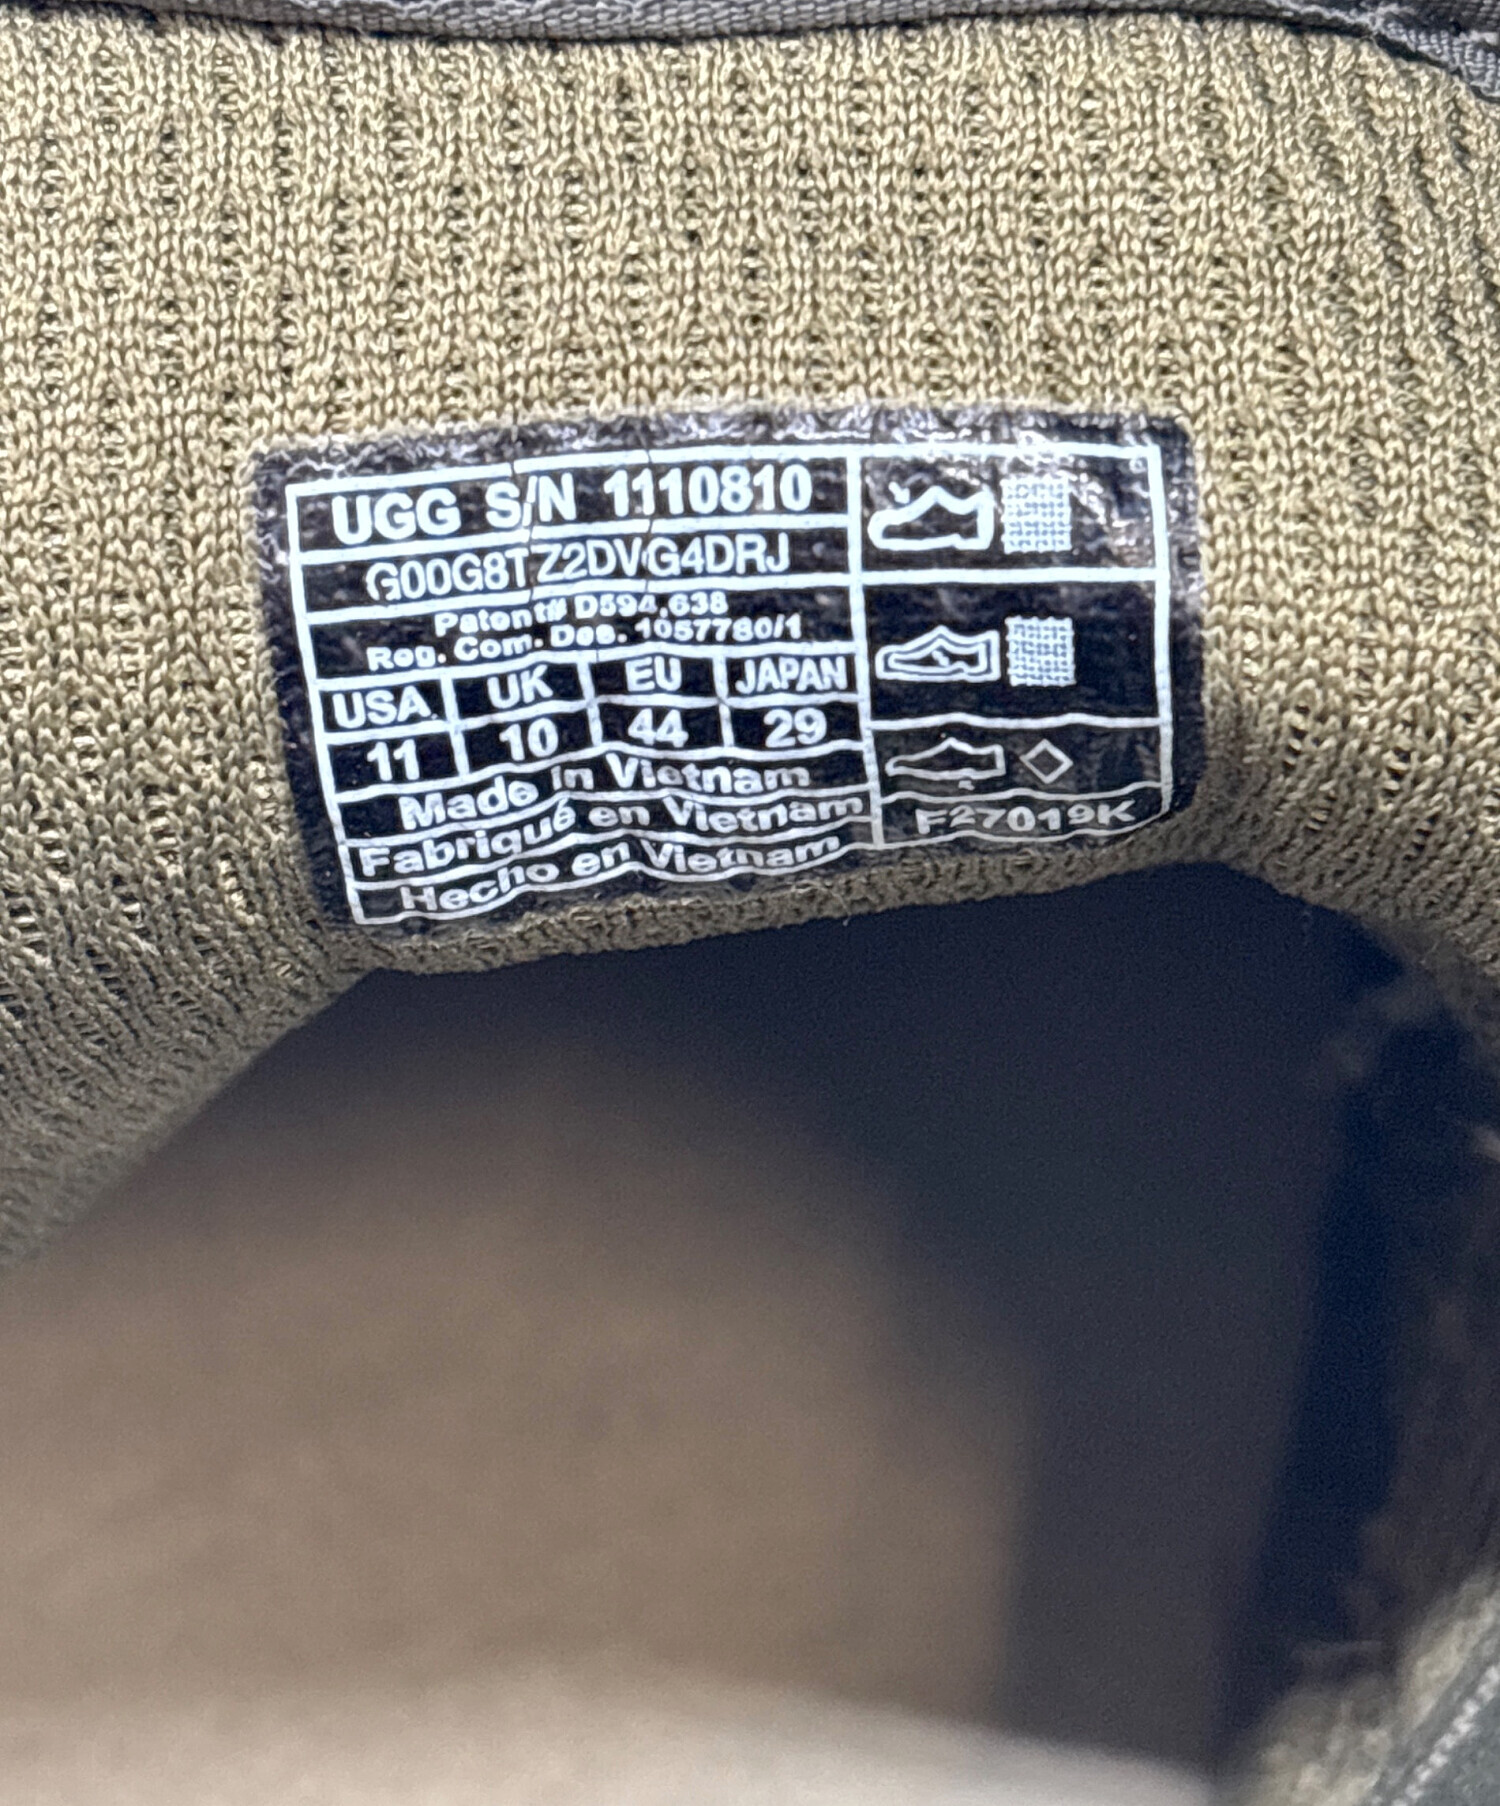 UGG S/N 1110810
G00G8TZ2DVG4DRJ
Patent# D594,638
Reg. Com. Des. 1057780/1
USA UK EU JAPAN
11 10 44 29
Made in Vietnam
Fabriqué en Vietnam
Hecho en Vietnam
F27019K